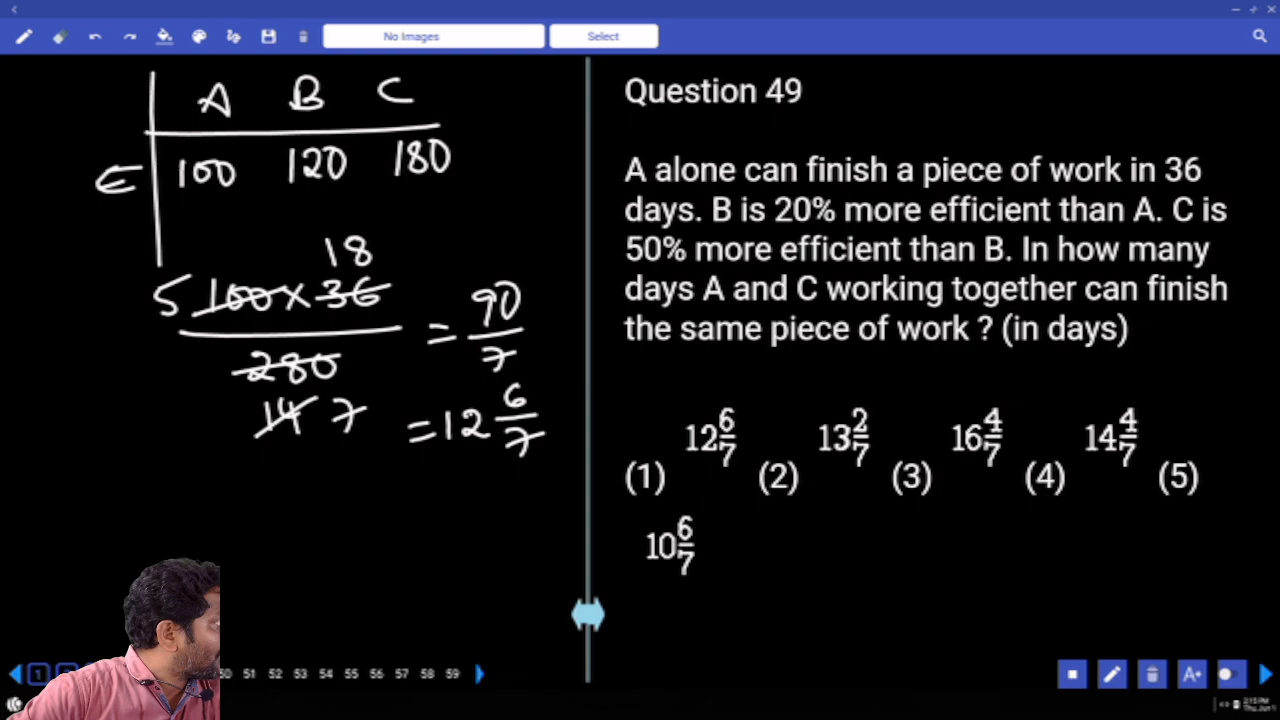 No Images
Select
A B C
E 100 120 180
18
5 100 × 36
280
14 7
= 90/7
= 12 6/7
Question 49
A alone can finish a piece of work in 36
days. B is 20% more efficient than A. C is
50% more efficient than B. In how many
days A and C working together can finish
the same piece of work ? (in days)
(1) 12 6/7 (2) 13 2/7 (3) 16 4/7 (4) 14 4/7 (5)
10 6/7
1 50 51 52 53 54 55 56 57 58 59
A+